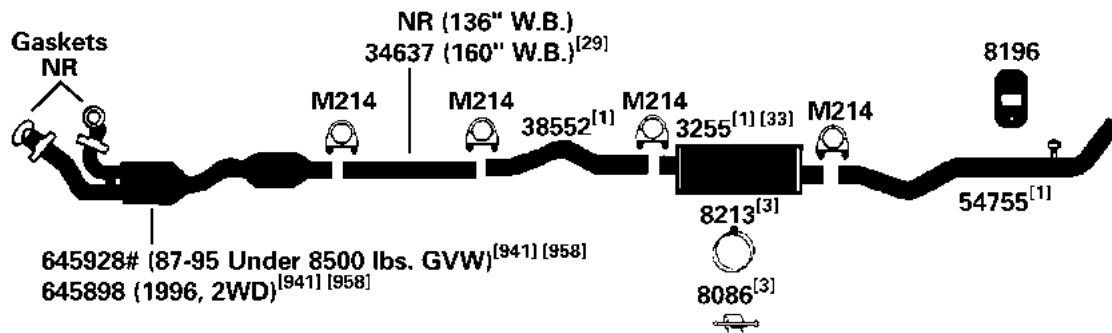 NR (136" W.B.)
34637 (160" W.B.)[29]
Gaskets
NR
8196
M214
M214
M214
M214
38552[1]
3255[1] [33]
54755[1]
8213[3]
645928# (87-95 Under 8500 lbs. GVW)[941] [958]
645898 (1996, 2WD)[941] [958]
8086[3]